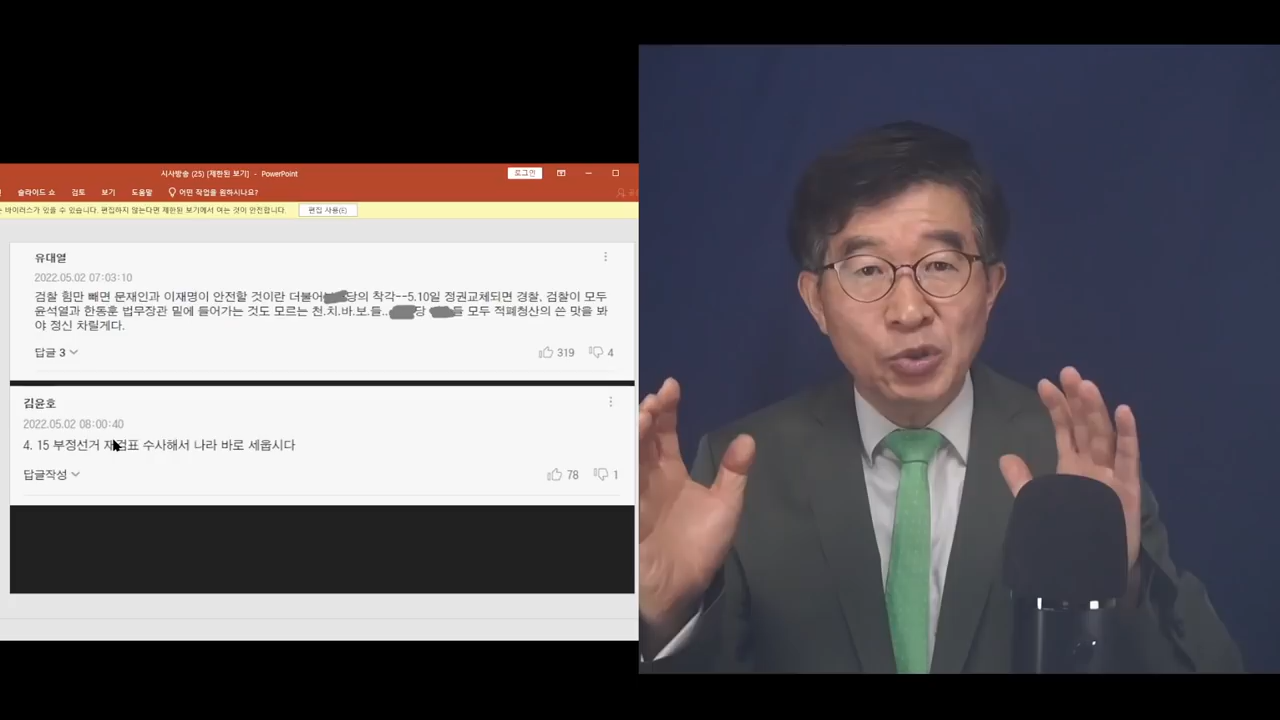 시사방송 (25) [제한된 보기] - PowerPoint
로그인
슬라이드 쇼 검토 보기 도움말 어떤 작업을 원하시나요?
바이러스가 있을 수 있습니다. 편집하지 않는다면 제한된 보기에서 여는 것이 안전합니다. 편집 사용(E)
유대열
2022.05.02 07:03:10
검찰 힘만 빼면 문재인과 이재명이 안전할 것이란 더불어 당의 착각--5.10일 정권교체되면 경찰, 검찰이 모두
윤석열과 한동훈 법무장관 밑에 들어가는 것도 모르는 천.치.바.보.들.. 당 들 모두 적폐청산의 쓴 맛을 봐
야 정신 차릴게다.
답글 3
319 4
김윤호
2022.05.02 08:00:40
4. 15 부정선거 재검표 수사해서 나라 바로 세웁시다
답글작성
78 1